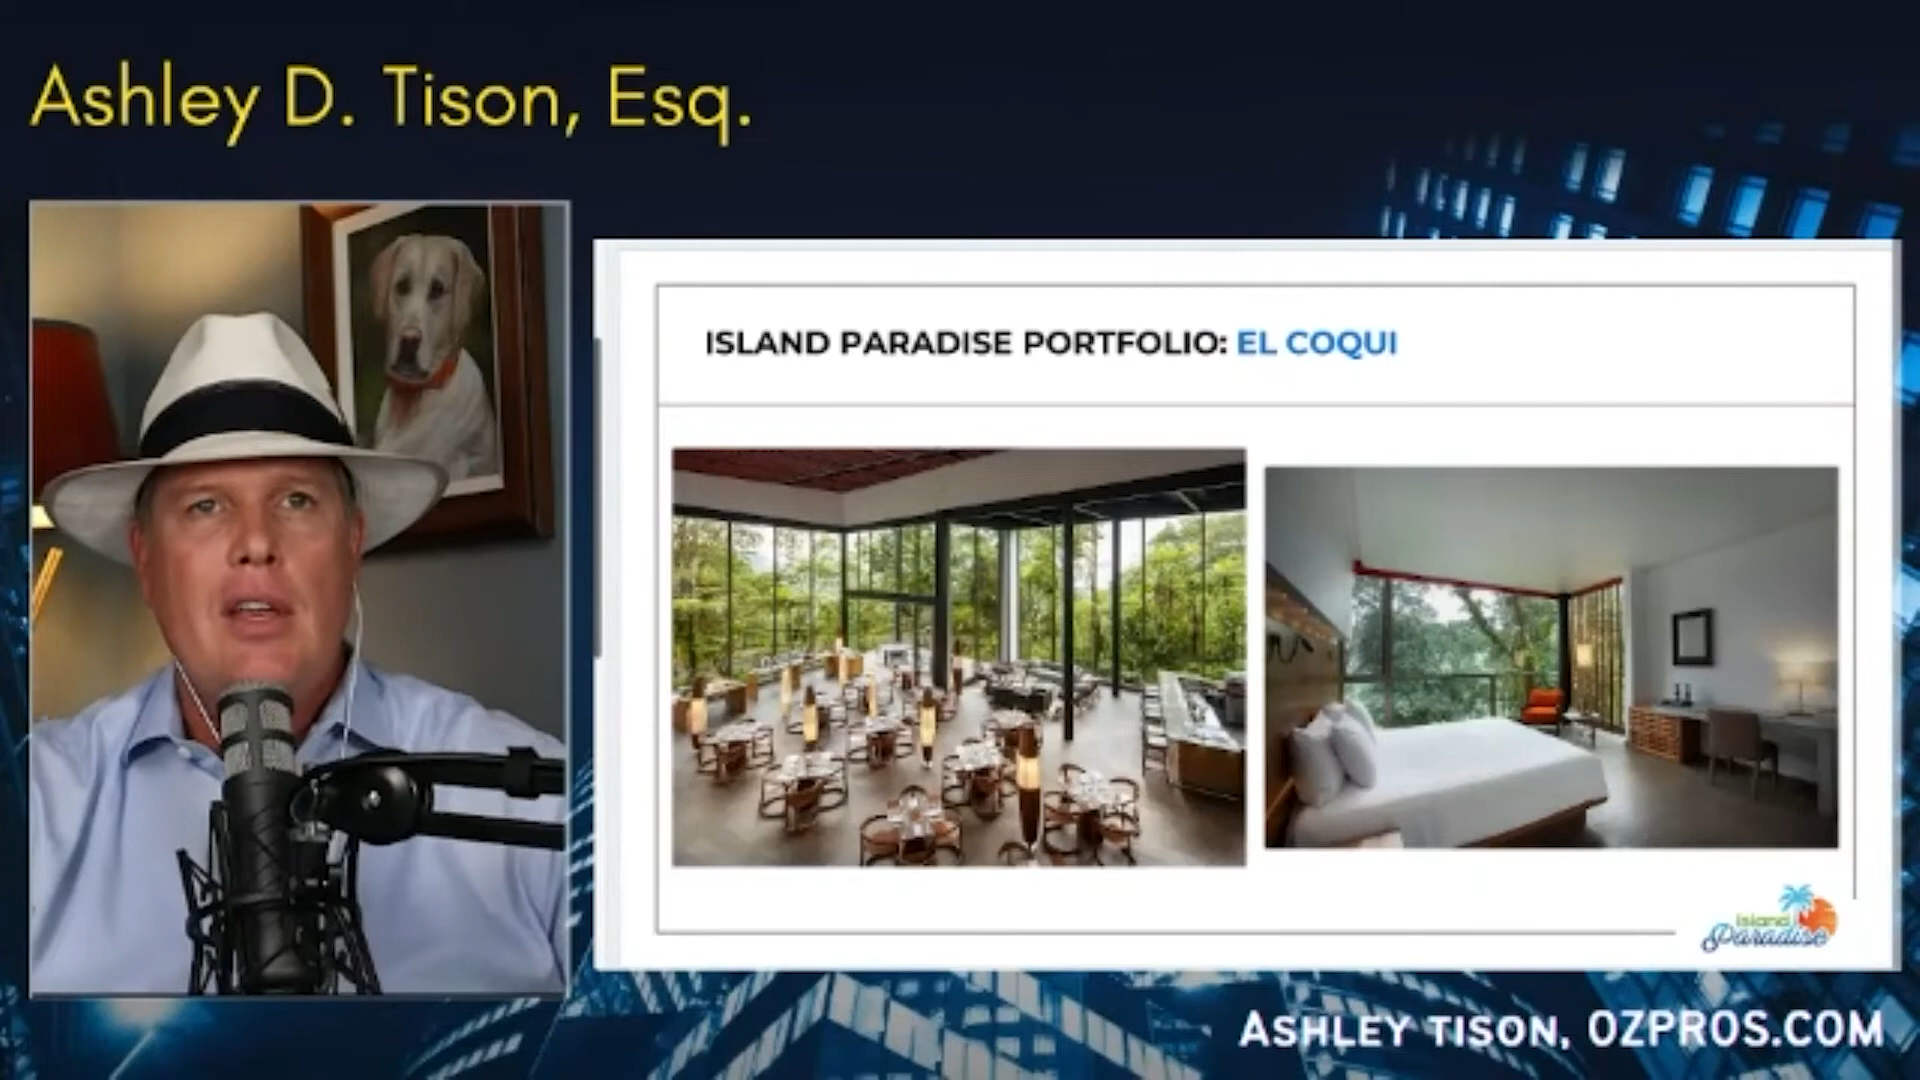 Ashley D. Tison, Esq.
ISLAND PARADISE PORTFOLIO: EL COQUI
island
Paradise
ASHLEY TISON, OZPROS.COM